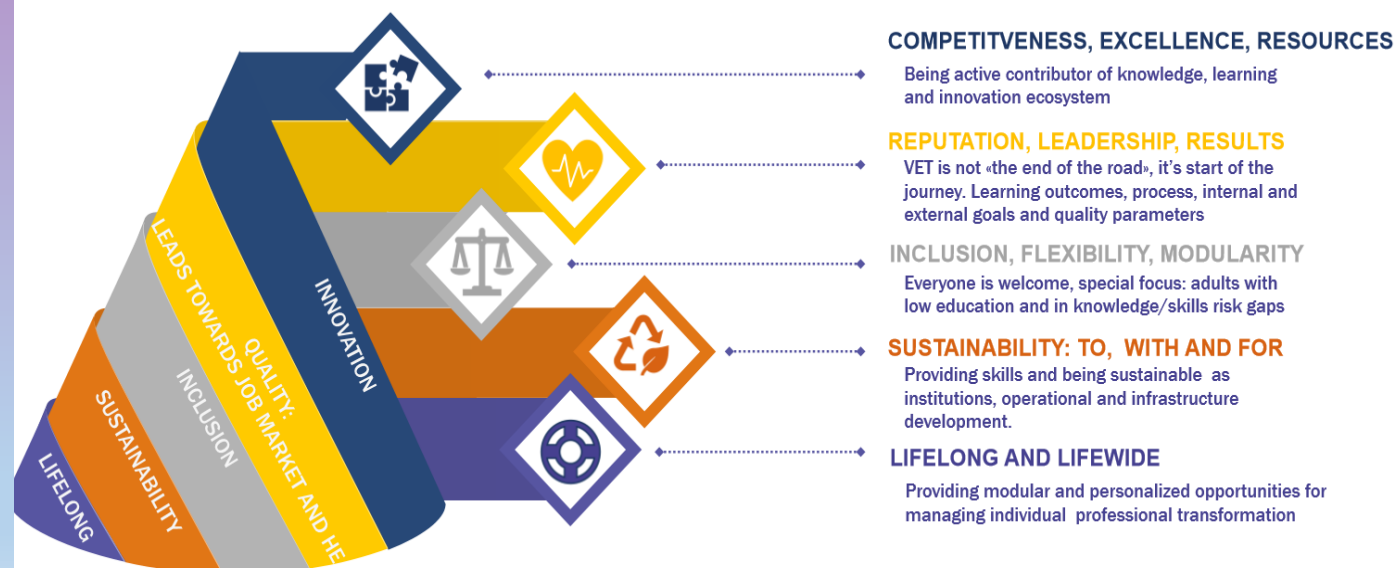 COMPETITVENESS, EXCELLENCE, RESOURCES
Being active contributor of knowledge, learning
and innovation ecosystem
REPUTATION, LEADERSHIP, RESULTS
VET is not «the end of the road», it's start of the
journey. Learning outcomes, process, internal and
external goals and quality parameters
INCLUSION, FLEXIBILITY, MODULARITY
Everyone is welcome, special focus: adults with
low education and in knowledge/skills risk gaps
SUSTAINABILITY: TO, WITH AND FOR
Providing skills and being sustainable as
institutions, operational and infrastructure
development.
LIFELONG AND LIFEWIDE
Providing modular and personalized opportunities for
managing individual professional transformation
INNOVATION
QUALITY:
LEADS TOWARDS JOB MARKET AND HE
INCLUSION
SUSTAINABILITY
LIFELONG